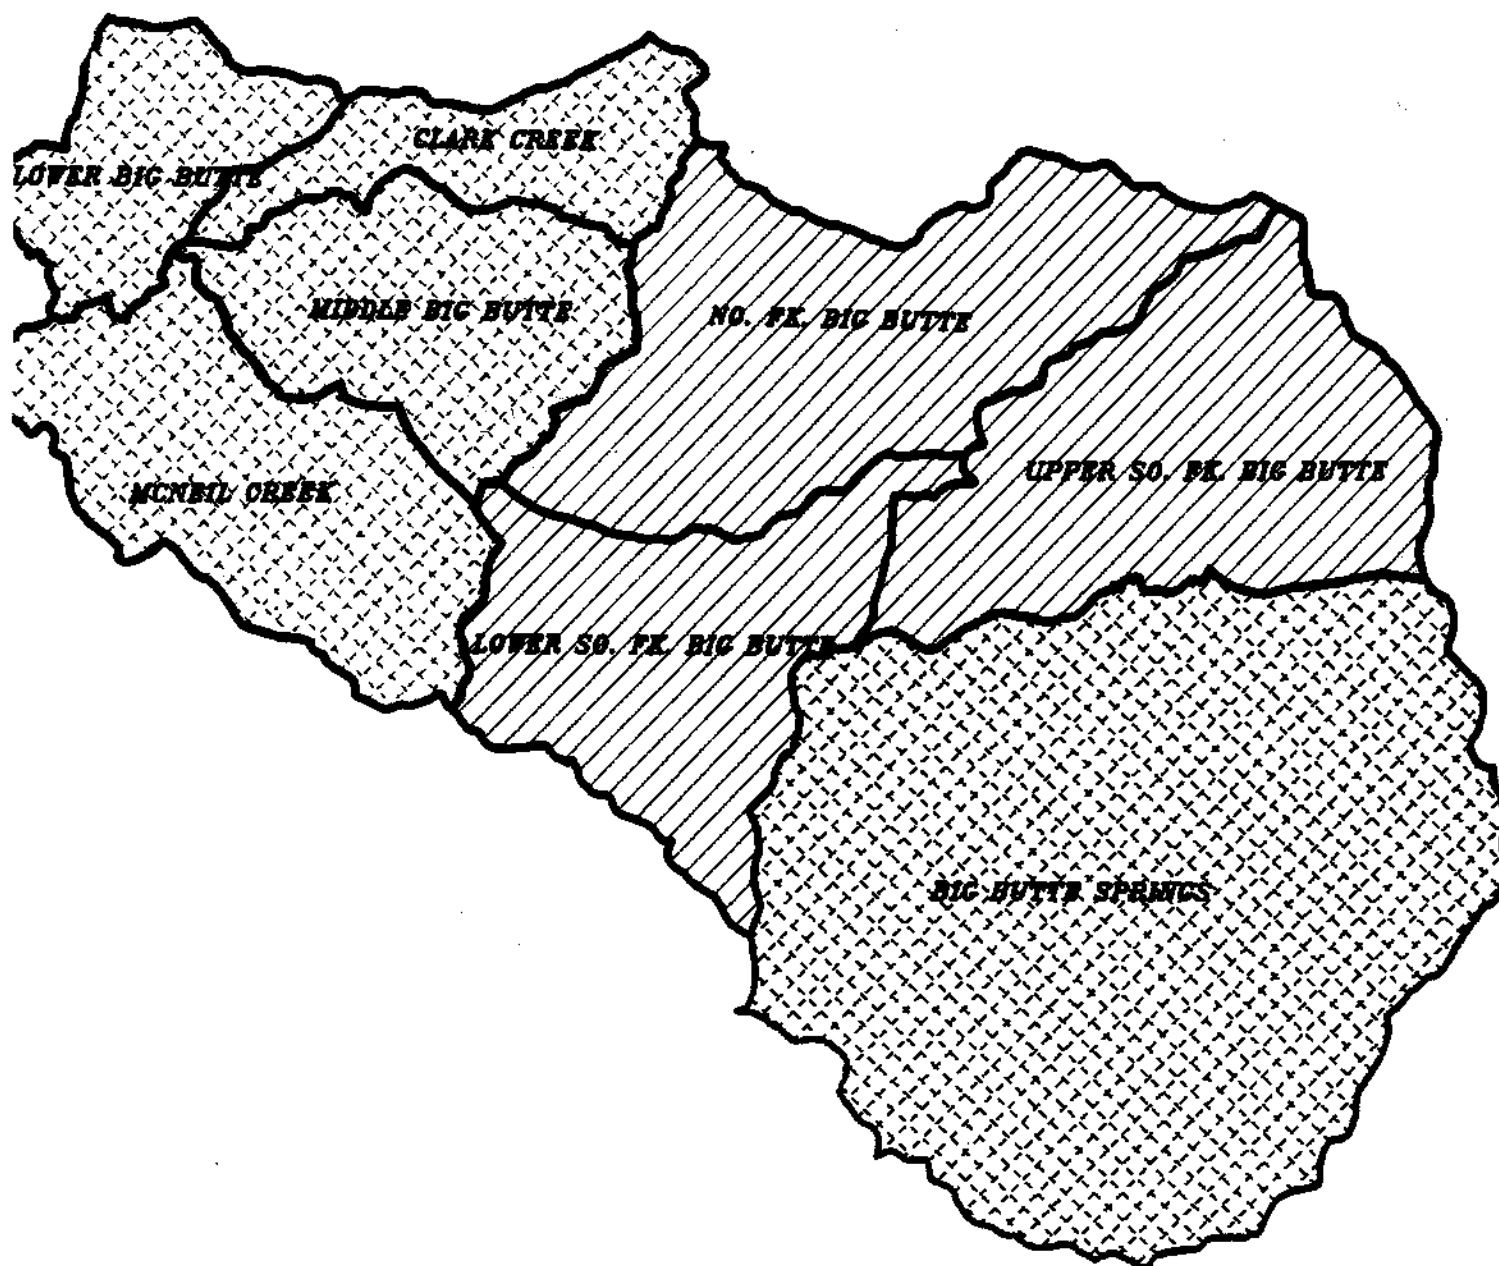 CLARK CREEK
LOWER BIG BUTTE
MIDDLE BIG BUTTE
NO. FK. BIG BUTTE
UPPER SO. FK. BIG BUTTE
MCNEIL CREEK
LOWER SO. FK. BIG BUTTE
BIG BUTTE SPRINGS